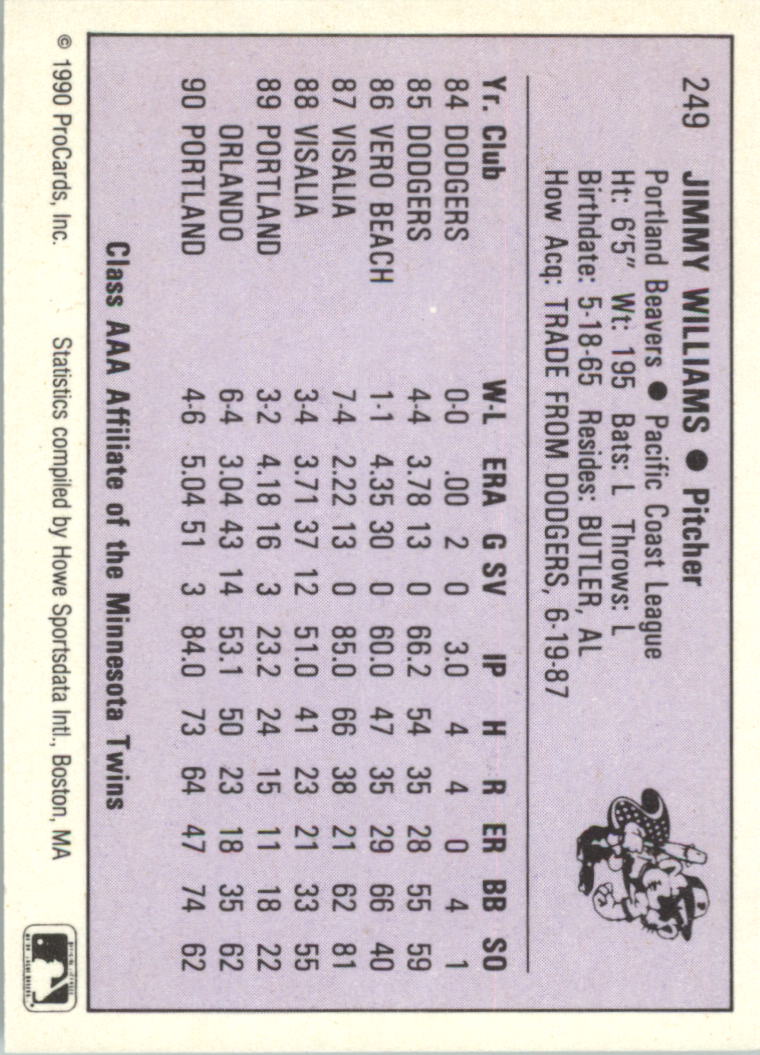 249 JIMMY WILLIAMS ● Pitcher
Portland Beavers ● Pacific Coast League
Ht: 6'5" Wt: 195 Bats: L Throws: L
Birthdate: 5-18-65 Resides: BUTLER, AL
How Acq: TRADE FROM DODGERS, 6-19-87
Yr. Club W-L ERA G SV IP H R ER BB SO
84 DODGERS 0-0 .00 2 0 3.0 4 4 0 4 1
85 DODGERS 4-4 3.78 13 0 66.2 54 35 28 55 59
86 VERO BEACH 1-1 4.35 30 0 60.0 47 35 29 66 40
87 VISALIA 7-4 2.22 13 0 85.0 66 38 21 62 81
88 VISALIA 3-4 3.71 37 12 51.0 41 23 21 33 55
89 PORTLAND 3-2 4.18 16 3 23.2 24 15 11 18 22
ORLANDO 6-4 3.04 43 14 53.1 50 23 18 35 62
90 PORTLAND 4-6 5.04 51 3 84.0 73 64 47 74 62
Class AAA Affiliate of the Minnesota Twins
© 1990 ProCards, Inc. Statistics compiled by Howe Sportsdata Intl., Boston, MA